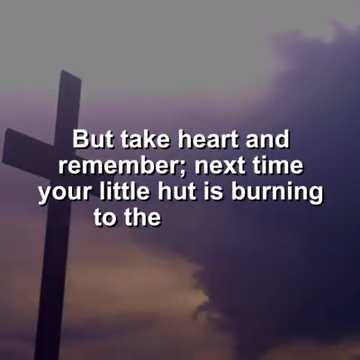 But take heart and
remember; next time
your little hut is burning
to the